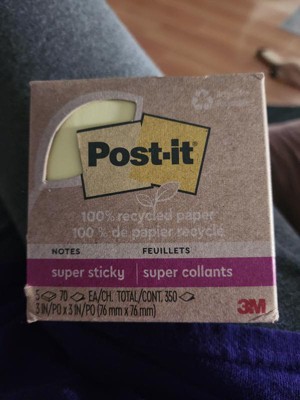 Post-it
100% recycled paper
100 % de papier recyclé
NOTES FEUILLETS
super sticky super collants
5 70 EA/CH. TOTAL/CONT. 350
3 IN/PO x 3 IN/PO (76 mm x 76 mm)
3M